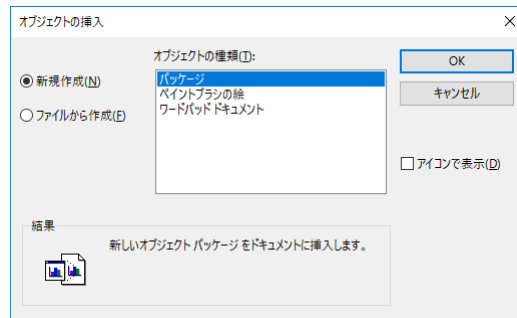 オブジェクトの挿入
オブジェクトの種類(T):
新規作成(N)
ファイルから作成(F)
パッケージ
ペイントブラシの絵
ワードパッド ドキュメント
OK
キャンセル
アイコンで表示(D)
結果
新しいオブジェクト パッケージ をドキュメントに挿入します。